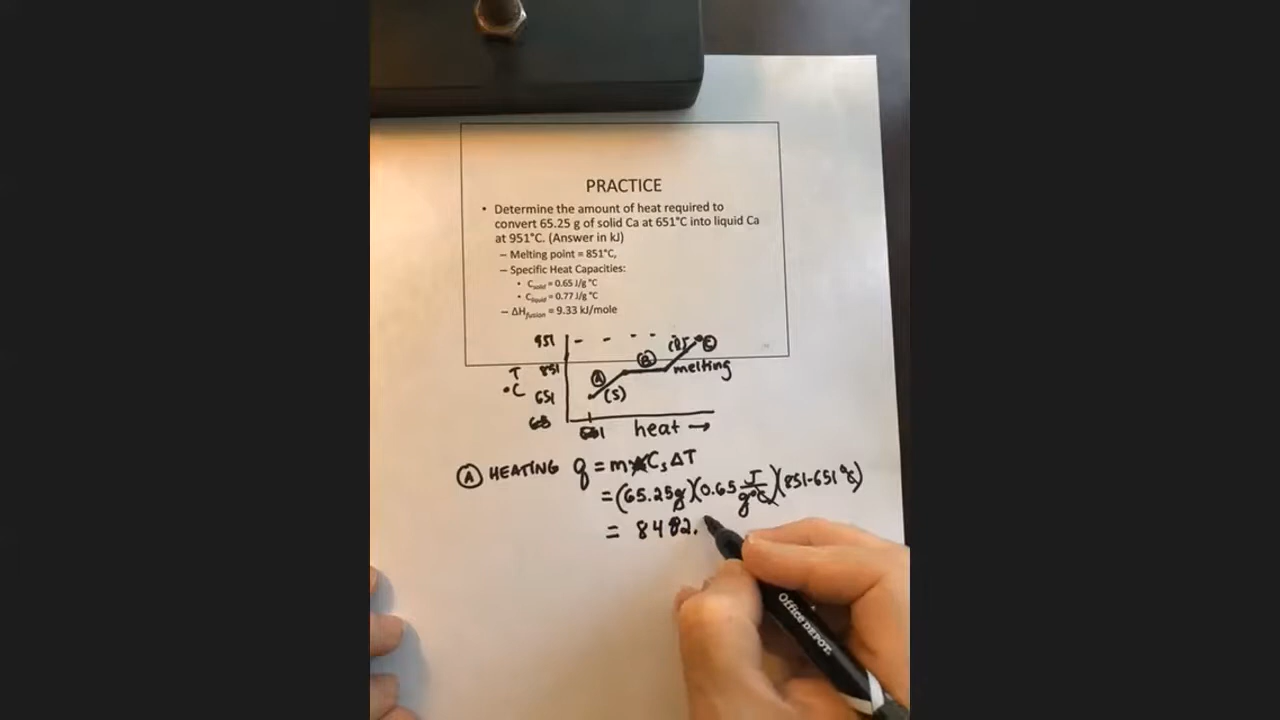 PRACTICE
• Determine the amount of heat required to
convert 65.25 g of solid Ca at 651°C into liquid Ca
at 951°C. (Answer in kJ)
– Melting point = 851°C,
– Specific Heat Capacities:
• Csolid = 0.65 J/g °C
• Cliquid = 0.77 J/g °C
– ΔHfusion = 9.33 kJ/mole
951
(l) C
T 851 B melting
°C A
651 (s)
heat →
A HEATING q = m C, ΔT
= (65.25g)(0.65 J/g°C)(851-651°C)
= 8482.
Office DEPOT.